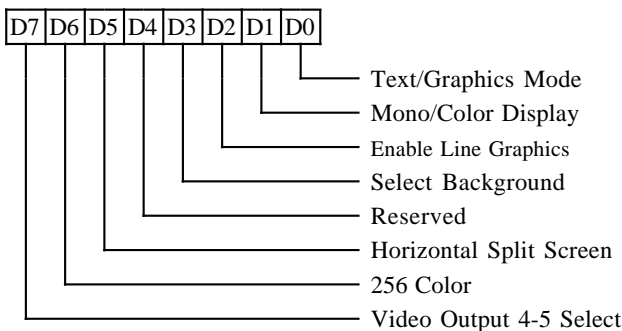 D7 D6 D5 D4 D3 D2 D1 D0
Text/Graphics Mode
Mono/Color Display
Enable Line Graphics
Select Background
Reserved
Horizontal Split Screen
256 Color
Video Output 4-5 Select